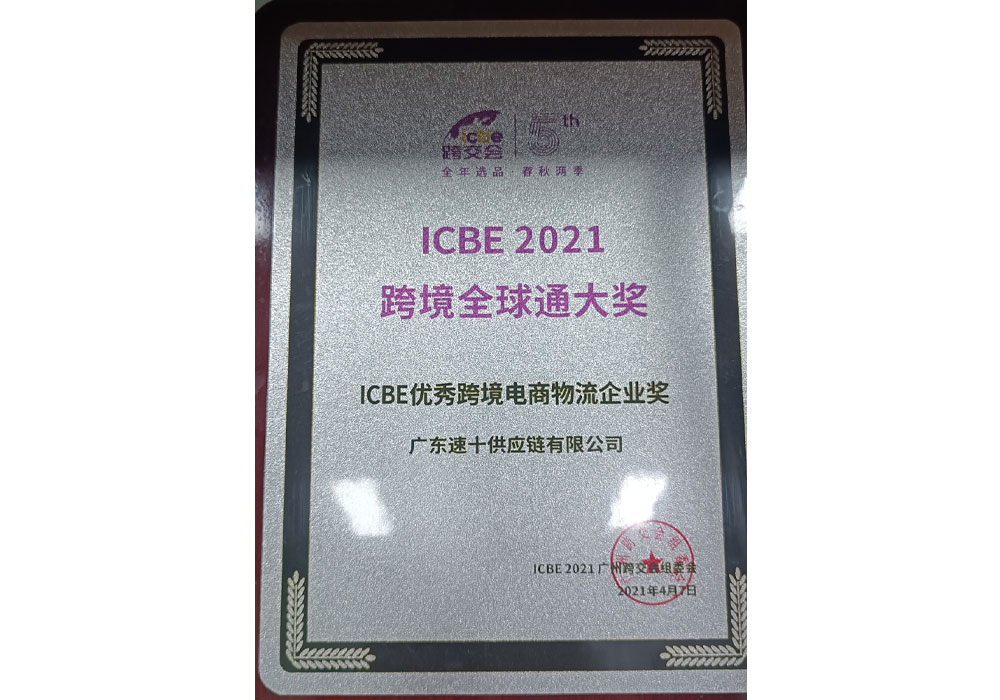 icbe
5th
跨交会
全年选品 春秋两季
ICBE 2021
跨境全球通大奖
ICBE优秀跨境电商物流企业奖
广东速十供应链有限公司
ICBE 2021 广州跨交会组委会
2021年4月7日